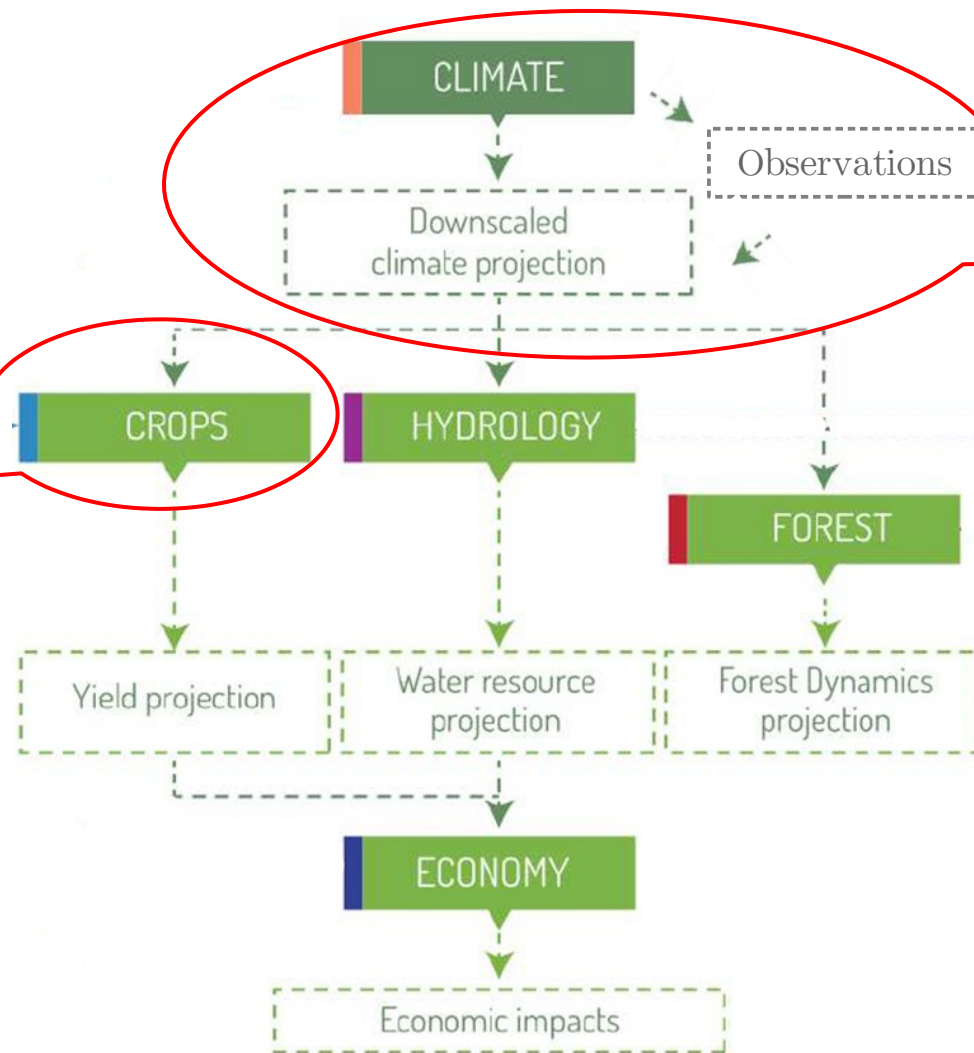 CLIMATE
Observations
Downscaled
climate projection
CROPS
HYDROLOGY
FOREST
Yield projection
Water resource
projection
Forest Dynamics
projection
ECONOMY
Economic impacts